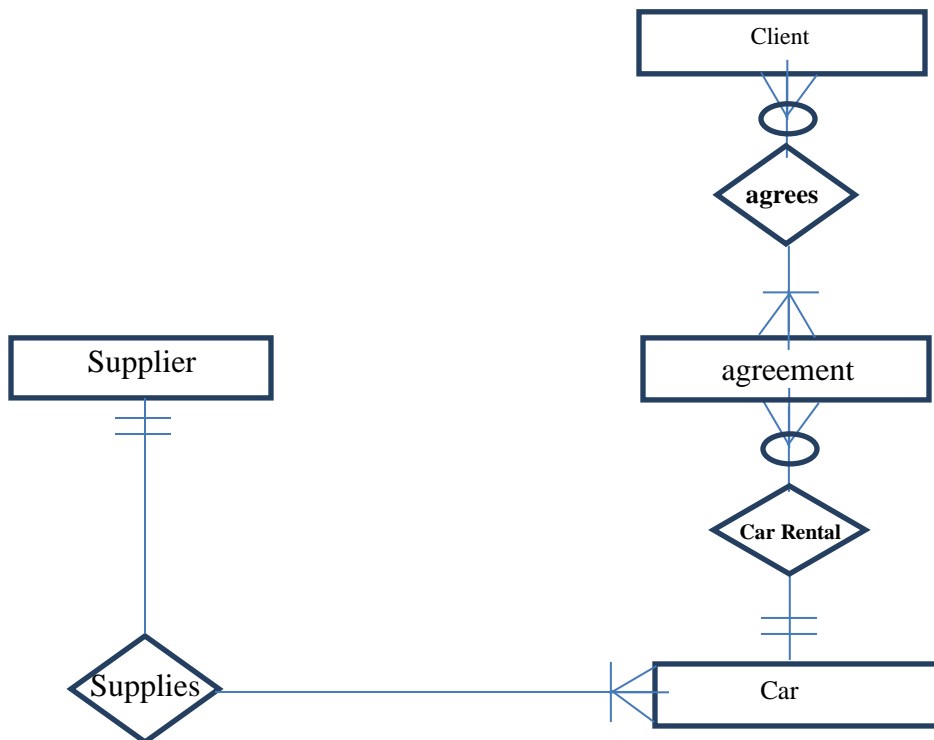 Client
agrees
Supplier
agreement
Car Rental
Supplies
Car